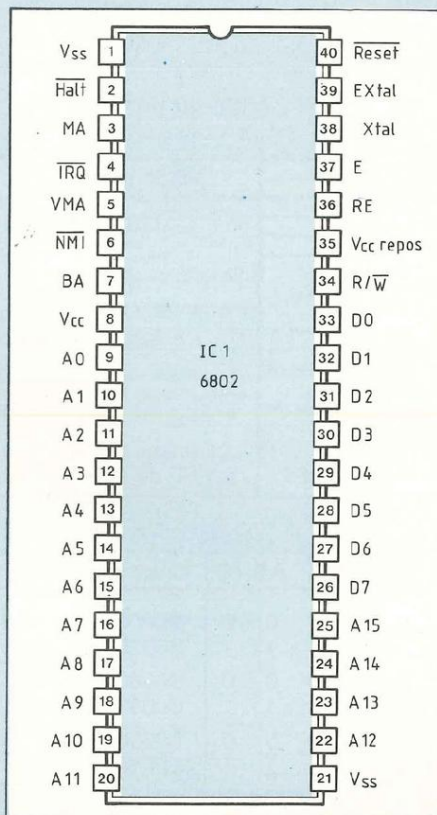 Vss 1 40 R̅e̅s̅e̅t̅
H̅a̅l̅t̅ 2 39 EXtal
MA 3 38 Xtal
I̅R̅Q̅ 4 37 E
VMA 5 36 RE
N̅M̅I̅ 6 35 Vcc repos
BA 7 34 R/W̅
Vcc 8 33 D0
A0 9 IC 1 32 D1
6802
A1 10 31 D2
A2 11 30 D3
A3 12 29 D4
A4 13 28 D5
A5 14 27 D6
A6 15 26 D7
A7 16 25 A15
A8 17 24 A14
A9 18 23 A13
A10 19 22 A12
A11 20 21 Vss